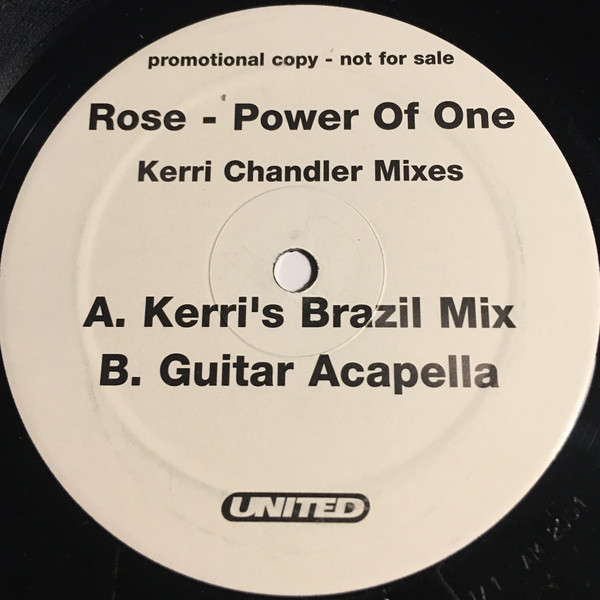 promotional copy - not for sale
Rose - Power Of One
Kerri Chandler Mixes
A. Kerri's Brazil Mix
B. Guitar Acapella
UNITED